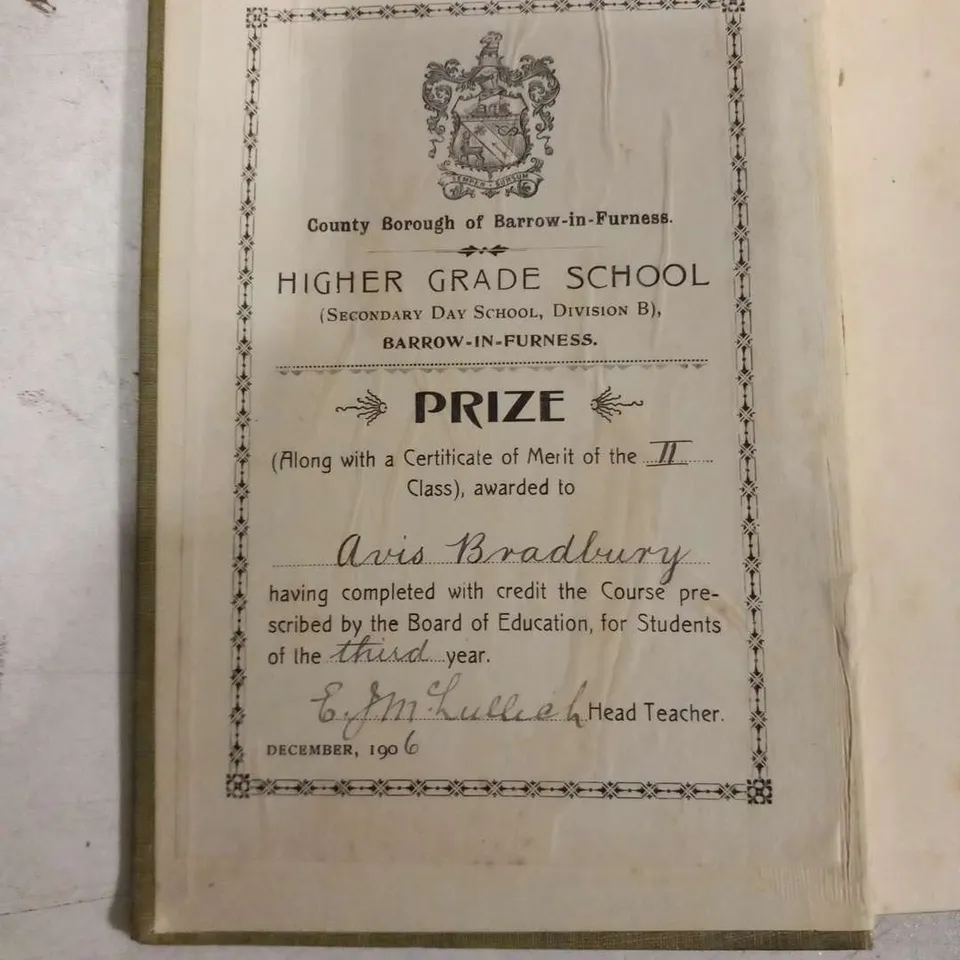 SEMPER SURSUM
County Borough of Barrow-in-Furness.
HIGHER GRADE SCHOOL
(SECONDARY DAY SCHOOL, DIVISION B),
BARROW-IN-FURNESS.
PRIZE
(Along with a Certificate of Merit of the II
Class), awarded to
Avis Bradbury
having completed with credit the Course pre-
scribed by the Board of Education, for Students
of the third year.
E. J. McLulich Head Teacher.
DECEMBER, 1906